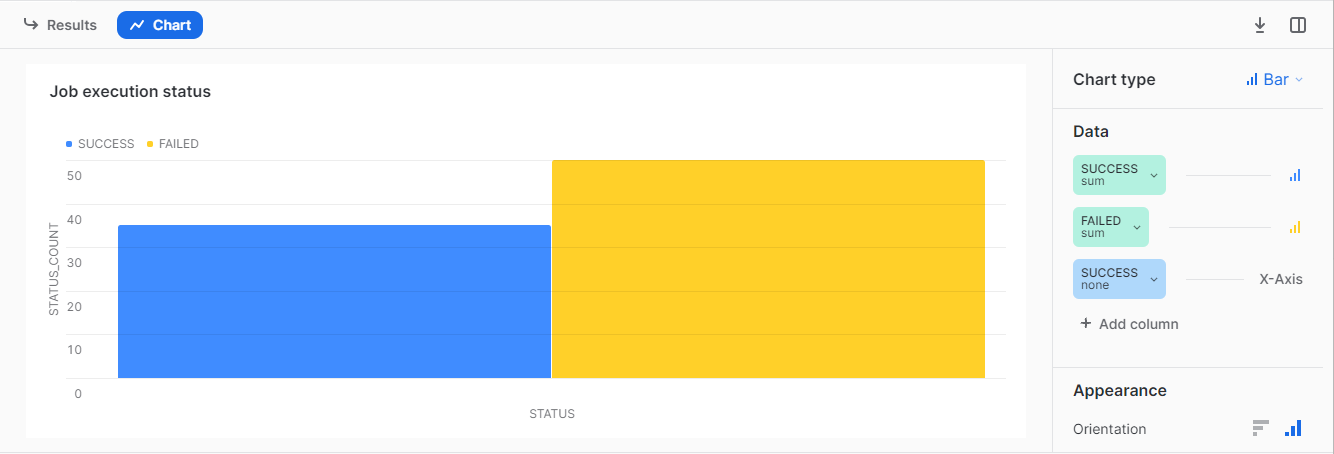 Results
Chart
Job execution status
SUCCESS
FAILED
50
40
30
20
10
0
STATUS_COUNT
STATUS
Chart type
Bar
Data
SUCCESS
sum
FAILED
sum
SUCCESS
none
X-Axis
+ Add column
Appearance
Orientation